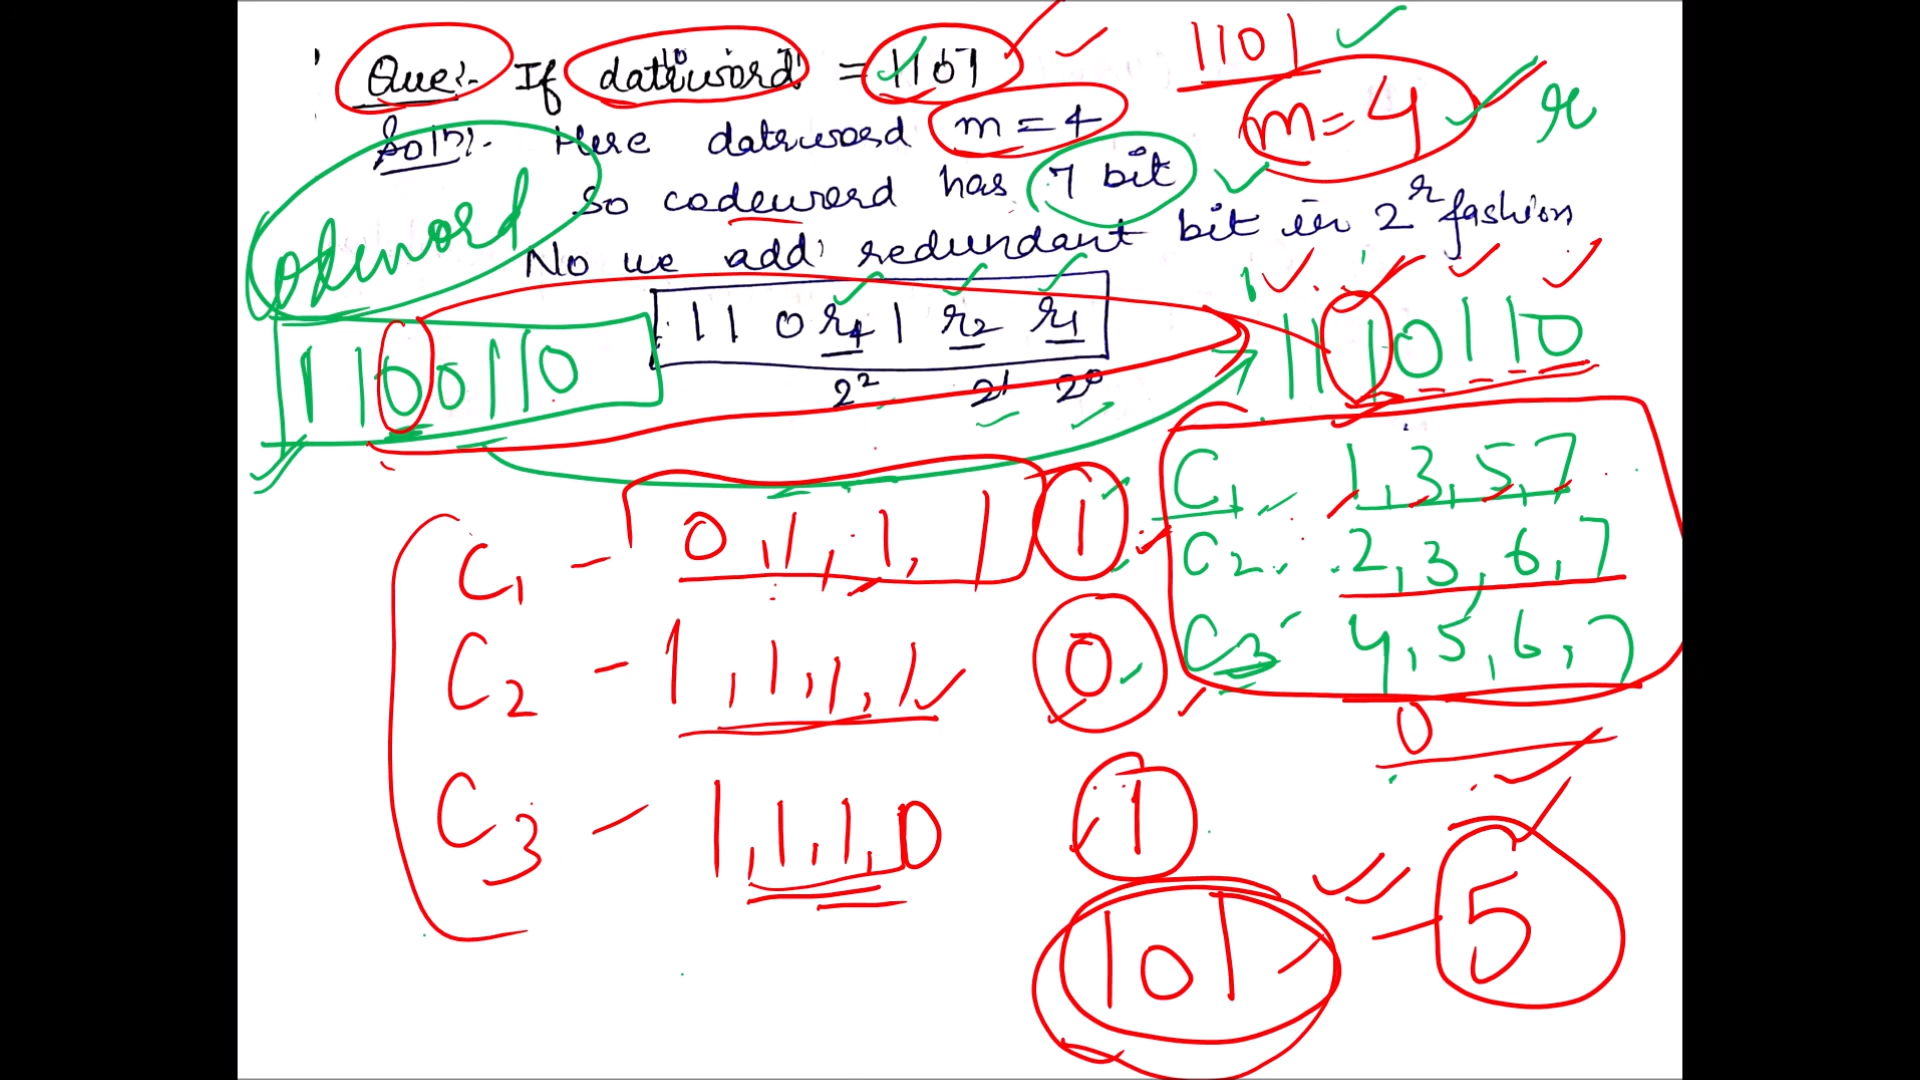 Que:- If dataword = 1101 1101
Soln:- Here dataword m=4 m=4 r
So codeword has 7 bit
No we add redundant bit in 2^r fashion
odeword
1 1 0 r4 1 r2 r1
1100110 1110110
2² 2¹ 2⁰
C1 - 1,3,5,7
C1 - 0,1,1,1 1
C2. 2,3,6,7
C2 - 1,1,1,1 0
C3 4,5,6,7
0
C3 - 1,1,1,0 1
101 = 5